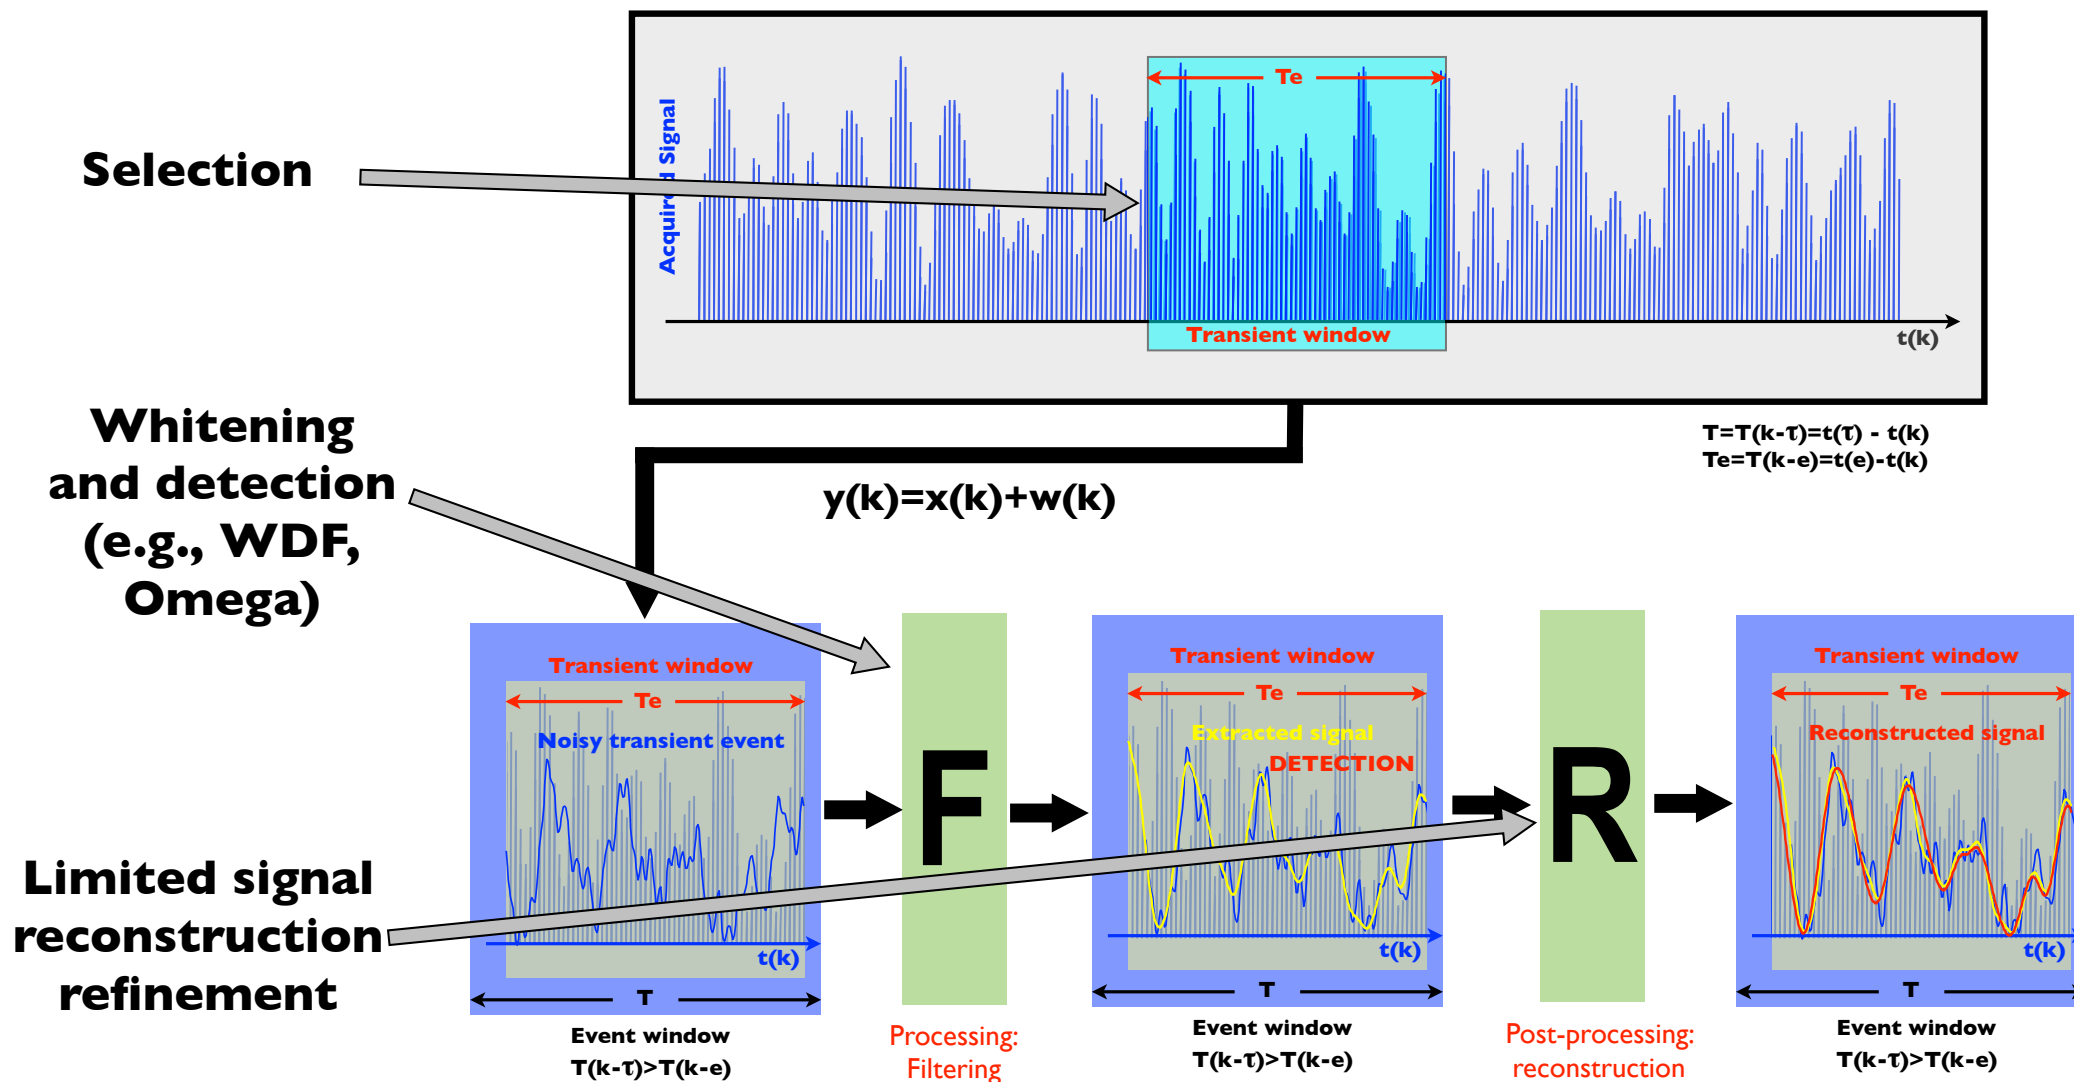 Selection
Acquired Signal
Te
Transient window
t(k)
T=T(k-τ)=t(τ) - t(k)
Te=T(k-e)=t(e)-t(k)
Whitening
and detection
(e.g., WDF,
Omega)
y(k)=x(k)+w(k)
Limited signal
reconstruction
refinement
Transient window
Te
Noisy transient event
t(k)
T
Event window
T(k-τ)>T(k-e)
F
Processing:
Filtering
Transient window
Te
Extracted signal
DETECTION
t(k)
T
Event window
T(k-τ)>T(k-e)
R
Post-processing:
reconstruction
Transient window
Te
Reconstructed signal
t(k)
T
Event window
T(k-τ)>T(k-e)